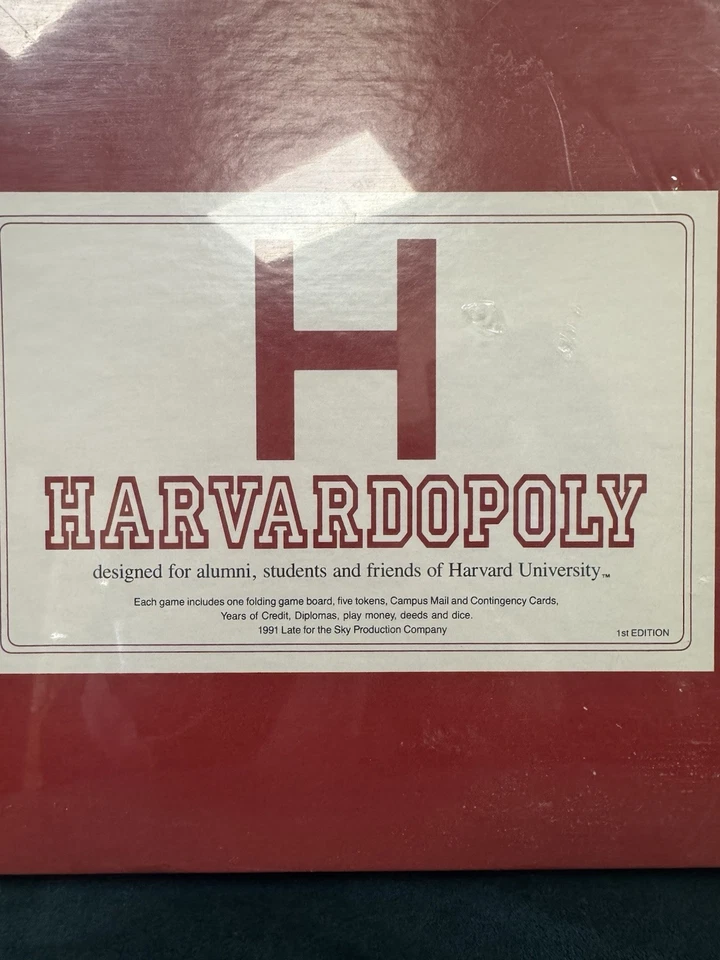 H
HARVARDOPOLY
designed for alumni, students and friends of Harvard University™
Each game includes one folding game board, five tokens, Campus Mail and Contingency Cards,
Years of Credit, Diplomas, play money, deeds and dice.
1991 Late for the Sky Production Company
1st EDITION